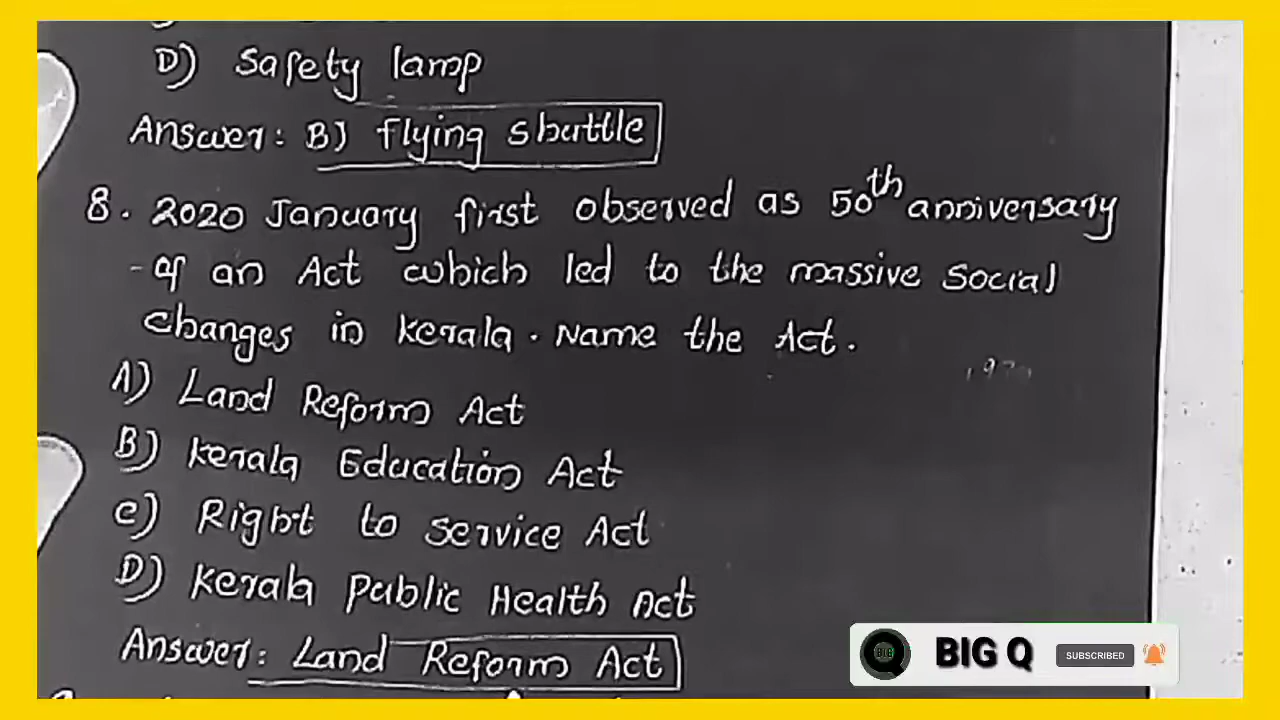 D) Safety lamp
Answer: B) flying shuttle
8. 2020 January first observed as 50th anniversary
- of an Act which led to the massive social
changes in Kerala. Name the Act.
A) Land Reform Act
B) Kerala Education Act
C) Right to Service Act
D) Kerala Public Health Act
Answer: Land Reform Act
BIG Q
SUBSCRIBED